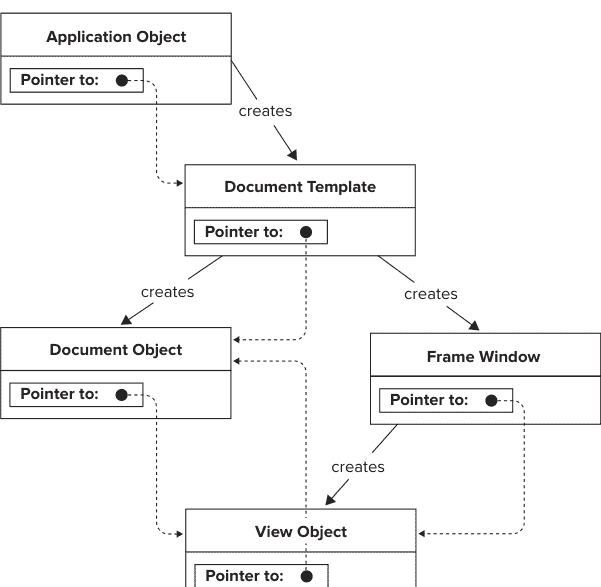 Application Object
Pointer to:
creates
Document Template
Pointer to:
creates
creates
Document Object
Frame Window
Pointer to:
Pointer to:
creates
View Object
Pointer to: